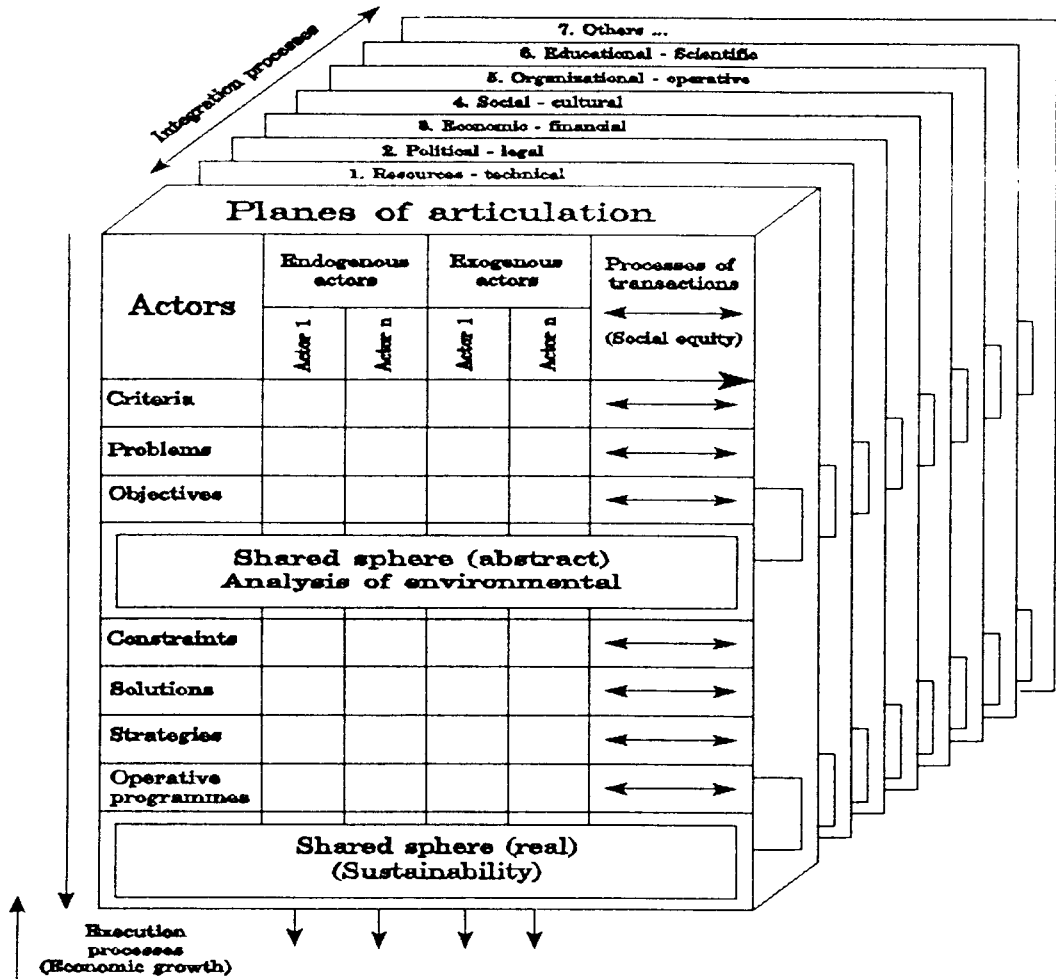 7. Others ...
6. Educational - Scientific
5. Organizational - operative
4. Social - cultural
3. Economic - financial
2. Political - legal
1. Resources - technical
Integration processes
Planes of articulation
Actors
Endogenous
actors
Exogenous
actors
Processes of
transactions
(Social equity)
Actor 1
Actor n
Actor 1
Actor n
Criteria
Problems
Objectives
Shared sphere (abstract)
Analysis of environmental
Constraints
Solutions
Strategies
Operative
programmes
Shared sphere (real)
(Sustainability)
Execution
processes
(Economic growth)